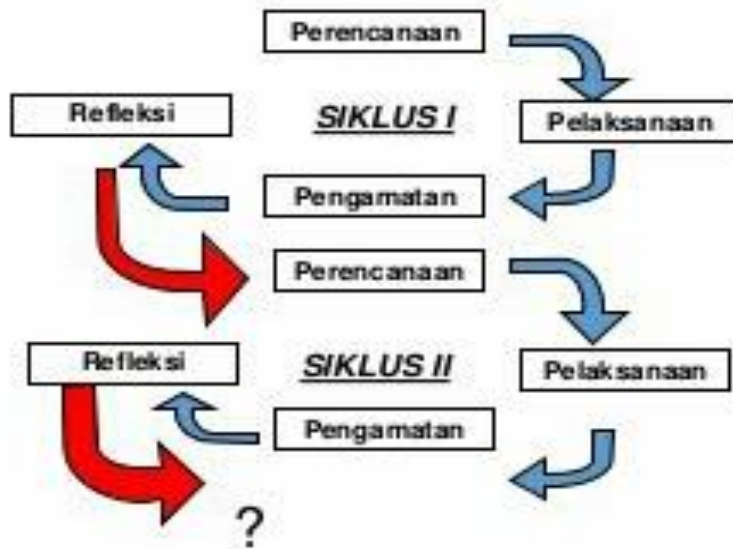 Perencanaan
Refleksi
SIKLUS I
Pelaksanaan
Pengamatan
Perencanaan
Refleksi
SIKLUS II
Pelaksanaan
Pengamatan
?